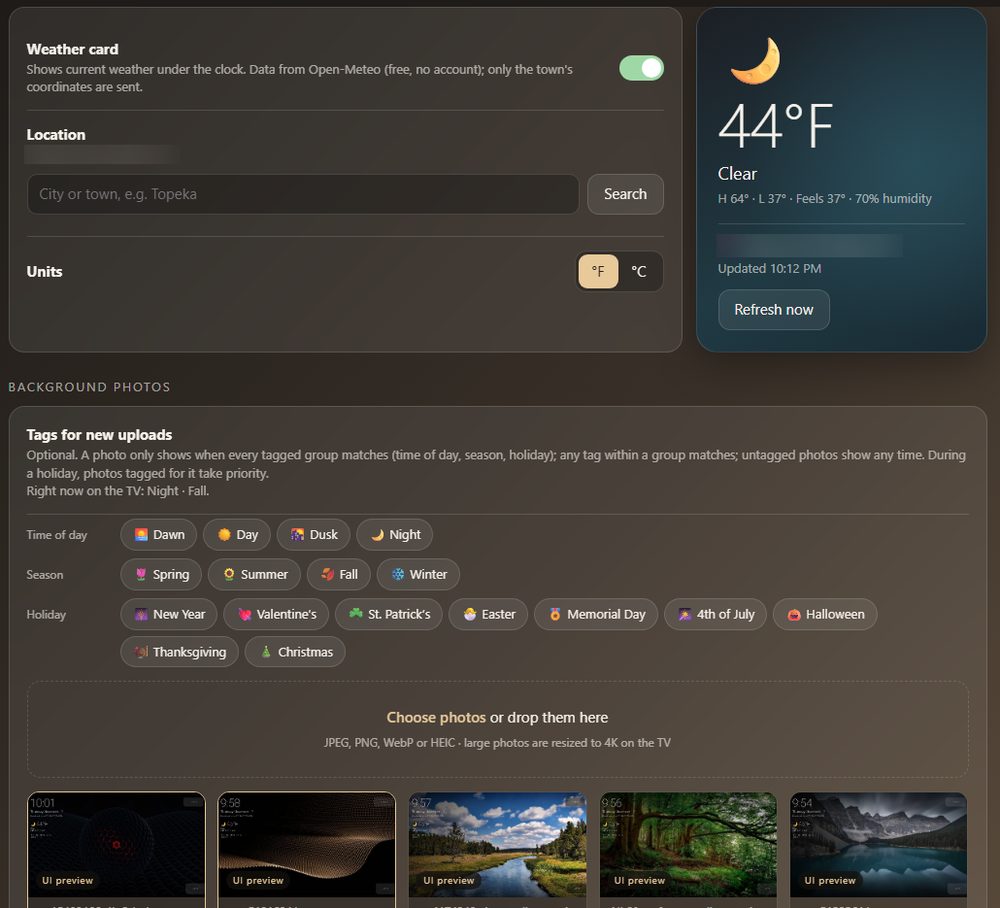 Weather card
Shows current weather under the clock. Data from Open-Meteo (free, no account); only the town's
coordinates are sent.
Location
City or town, e.g. Topeka
Search
Units
°F
°C
44°F
Clear
H 64° · L 37° · Feels 37° · 70% humidity
Updated 10:12 PM
Refresh now
BACKGROUND PHOTOS
Tags for new uploads
Optional. A photo only shows when every tagged group matches (time of day, season, holiday); any tag within a group matches; untagged photos show any time. During
a holiday, photos tagged for it take priority.
Right now on the TV: Night · Fall.
Time of day
Dawn
Day
Dusk
Night
Season
Spring
Summer
Fall
Winter
Holiday
New Year
Valentine's
St. Patrick's
Easter
Memorial Day
4th of July
Halloween
Thanksgiving
Christmas
Choose photos or drop them here
JPEG, PNG, WebP or HEIC · large photos are resized to 4K on the TV
10:01
UI preview
9:58
UI preview
9:57
UI preview
9:56
UI preview
9:54
UI preview